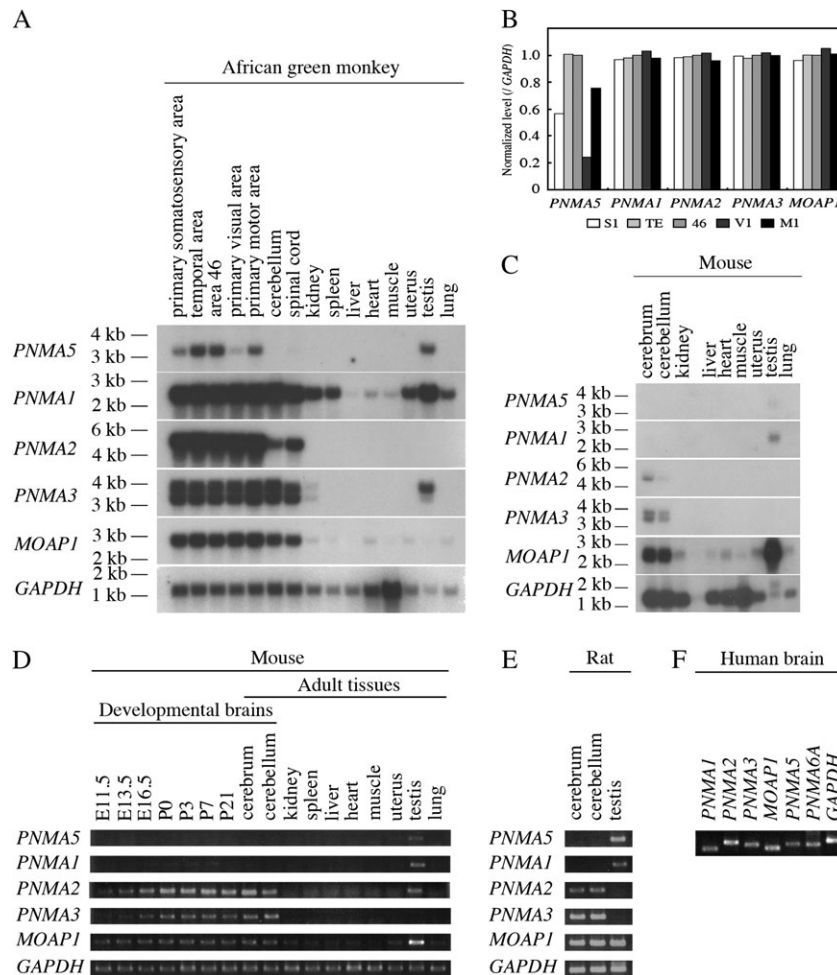 A
African green monkey
primary somatosensory area
temporal area
area 46
primary visual area
primary motor area
cerebellum
spinal cord
kidney
spleen
liver
heart
muscle
uterus
testis
lung
PNMA5
4 kb
3 kb
PNMA1
3 kb
2 kb
PNMA2
6 kb
4 kb
PNMA3
4 kb
3 kb
MOAP1
3 kb
2 kb
GAPDH
2 kb
1 kb
B
Normalized level (/ GAPDH)
1.0
0.8
0.6
0.4
0.2
0
PNMA5 PNMA1 PNMA2 PNMA3 MOAP1
S1 TE 46 V1 M1
C
Mouse
cerebrum
cerebellum
kidney
liver
heart
muscle
uterus
testis
lung
PNMA5
4 kb
3 kb
PNMA1
3 kb
2 kb
PNMA2
6 kb
4 kb
PNMA3
4 kb
3 kb
MOAP1
3 kb
2 kb
GAPDH
2 kb
1 kb
D
Mouse
Adult tissues
Developmental brains
E11.5
E13.5
E16.5
P0
P3
P7
P21
cerebrum
cerebellum
kidney
spleen
liver
heart
muscle
uterus
testis
lung
PNMA5
PNMA1
PNMA2
PNMA3
MOAP1
GAPDH
E
Rat
cerebrum
cerebellum
testis
PNMA5
PNMA1
PNMA2
PNMA3
MOAP1
GAPDH
F
Human brain
PNMA1
PNMA2
PNMA3
MOAP1
PNMA5
PNMA6A
GAPDH